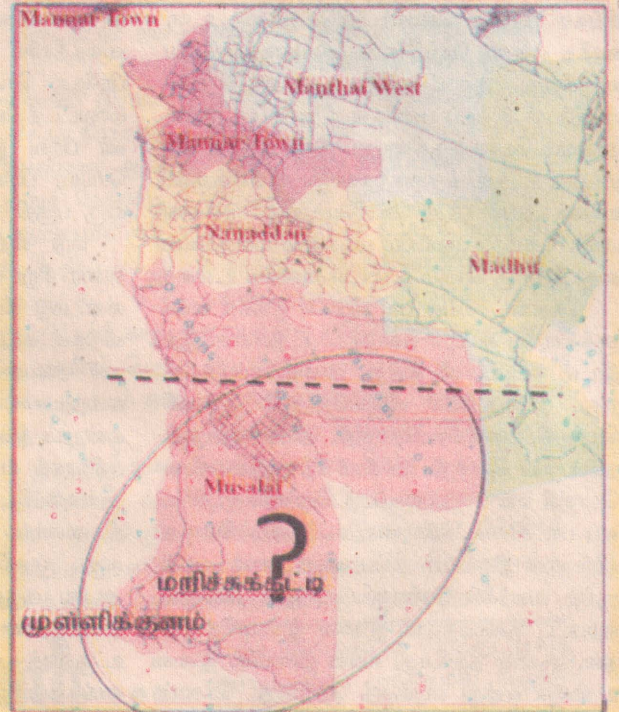 Mannar Town
Manthai West
Mannar Town
Nanaddan
Madhu
Musalai
?
மரிச்சுக்கட்டி
முள்ளிக்குளம்